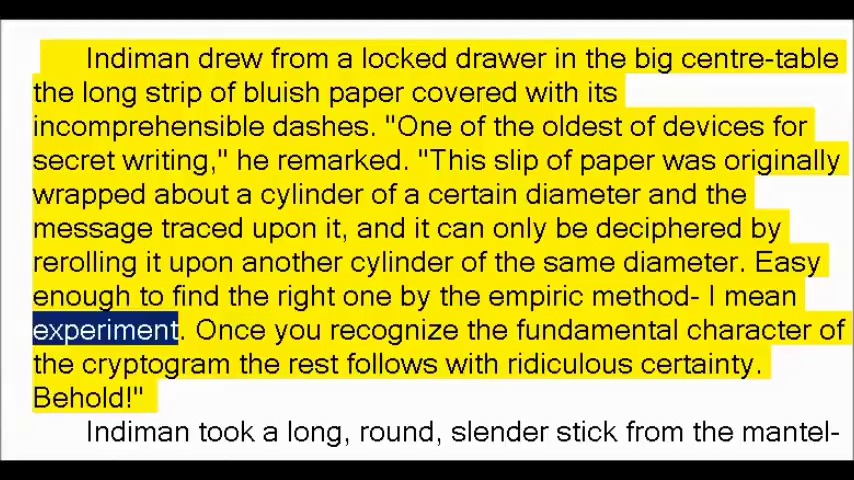 Indiman drew from a locked drawer in the big centre-table
the long strip of bluish paper covered with its
incomprehensible dashes. "One of the oldest of devices for
secret writing," he remarked. "This slip of paper was originally
wrapped about a cylinder of a certain diameter and the
message traced upon it, and it can only be deciphered by
rerolling it upon another cylinder of the same diameter. Easy
enough to find the right one by the empiric method- I mean
experiment. Once you recognize the fundamental character of
the cryptogram the rest follows with ridiculous certainty.
Behold!"
Indiman took a long, round, slender stick from the mantel-